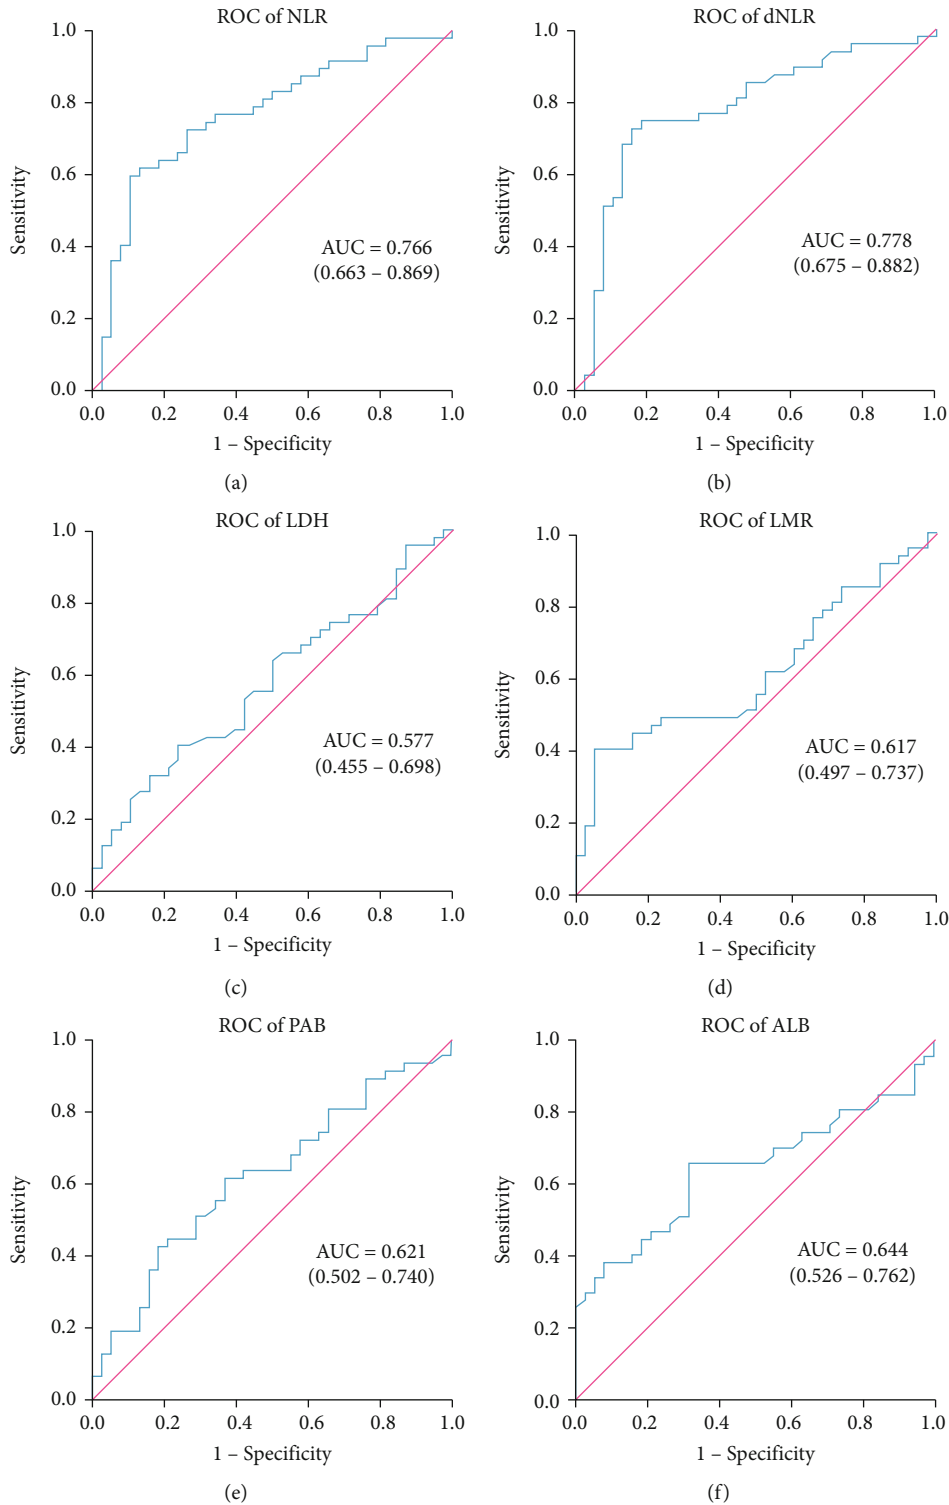 ROC of NLR
1.0
0.8
0.6
0.4
0.2
0.0
Sensitivity
AUC = 0.766
(0.663 – 0.869)
0.0 0.2 0.4 0.6 0.8 1.0
1 – Specificity
(a)
ROC of dNLR
1.0
0.8
0.6
0.4
0.2
0.0
Sensitivity
AUC = 0.778
(0.675 – 0.882)
0.0 0.2 0.4 0.6 0.8 1.0
1 – Specificity
(b)
ROC of LDH
1.0
0.8
0.6
0.4
0.2
0.0
Sensitivity
AUC = 0.577
(0.455 – 0.698)
0.0 0.2 0.4 0.6 0.8 1.0
1 – Specificity
(c)
ROC of LMR
1.0
0.8
0.6
0.4
0.2
0.0
Sensitivity
AUC = 0.617
(0.497 – 0.737)
0.0 0.2 0.4 0.6 0.8 1.0
1 – Specificity
(d)
ROC of PAB
1.0
0.8
0.6
0.4
0.2
0.0
Sensitivity
AUC = 0.621
(0.502 – 0.740)
0.0 0.2 0.4 0.6 0.8 1.0
1 – Specificity
(e)
ROC of ALB
1.0
0.8
0.6
0.4
0.2
0.0
Sensitivity
AUC = 0.644
(0.526 – 0.762)
0.0 0.2 0.4 0.6 0.8 1.0
1 – Specificity
(f)